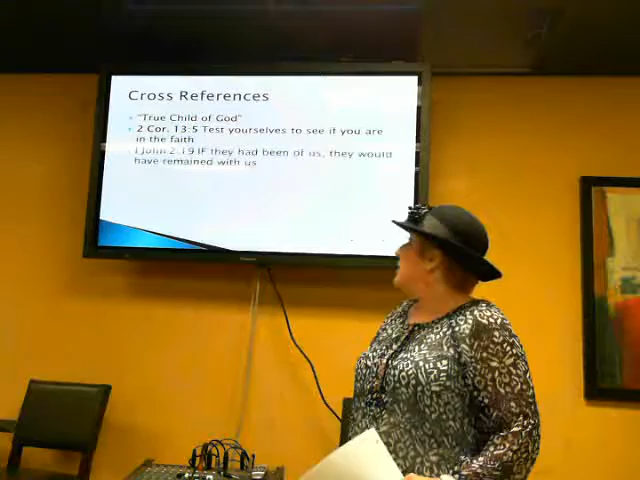 Cross References
"True Child of God"
2 Cor. 13:5 Test yourselves to see if you are
in the faith
1 John 2:19 IF they had been of us, they would
have remained with us